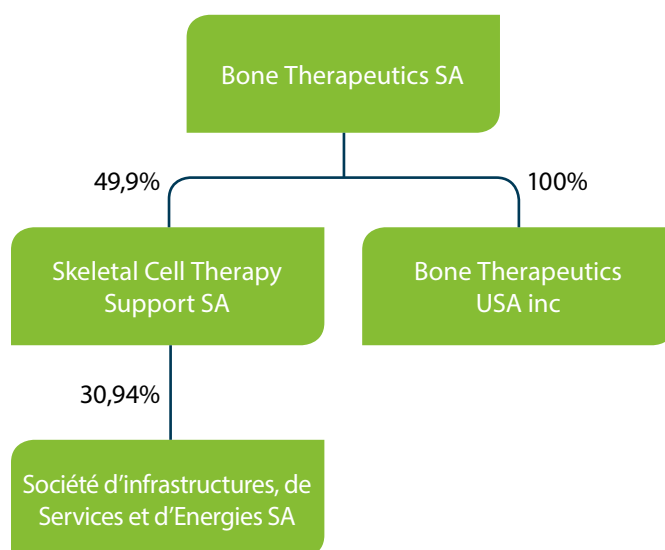 Bone Therapeutics SA
49,9%
100%
Skeletal Cell Therapy
Support SA
Bone Therapeutics
USA inc
30,94%
Société d’infrastructures, de
Services et d’Energies SA